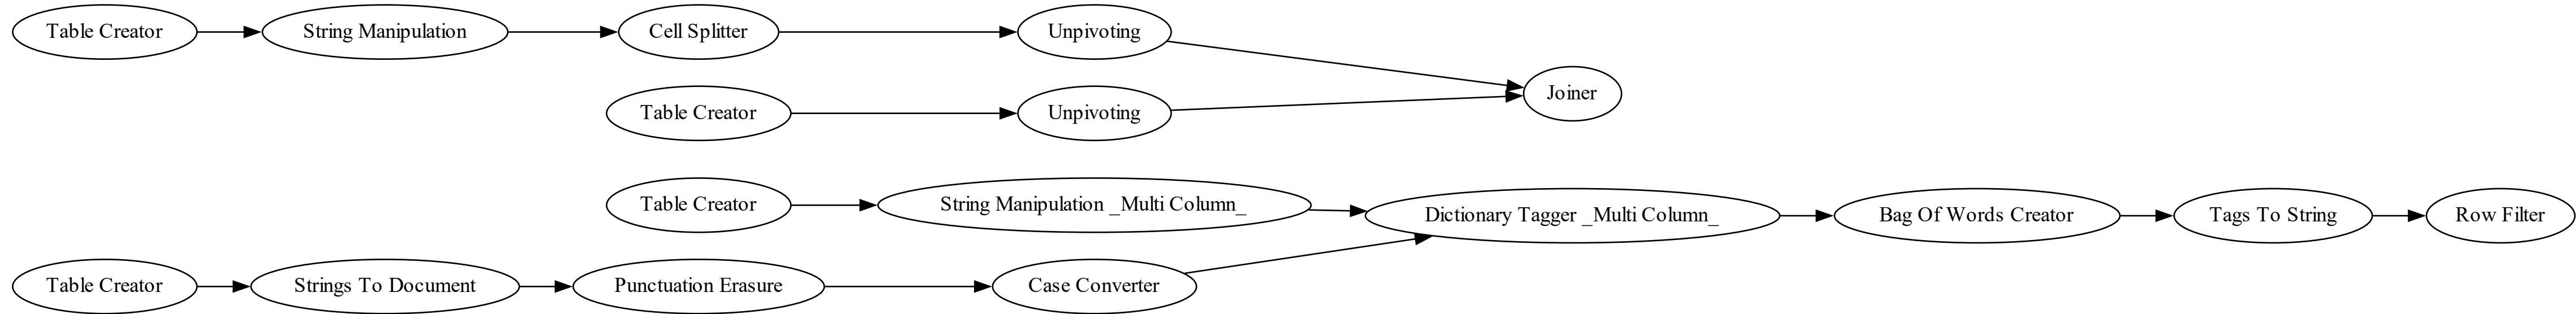 Table Creator
String Manipulation
Cell Splitter
Unpivoting
Table Creator
Unpivoting
Joiner
Table Creator
String Manipulation _Multi Column_
Dictionary Tagger _Multi Column_
Bag Of Words Creator
Tags To String
Row Filter
Table Creator
Strings To Document
Punctuation Erasure
Case Converter